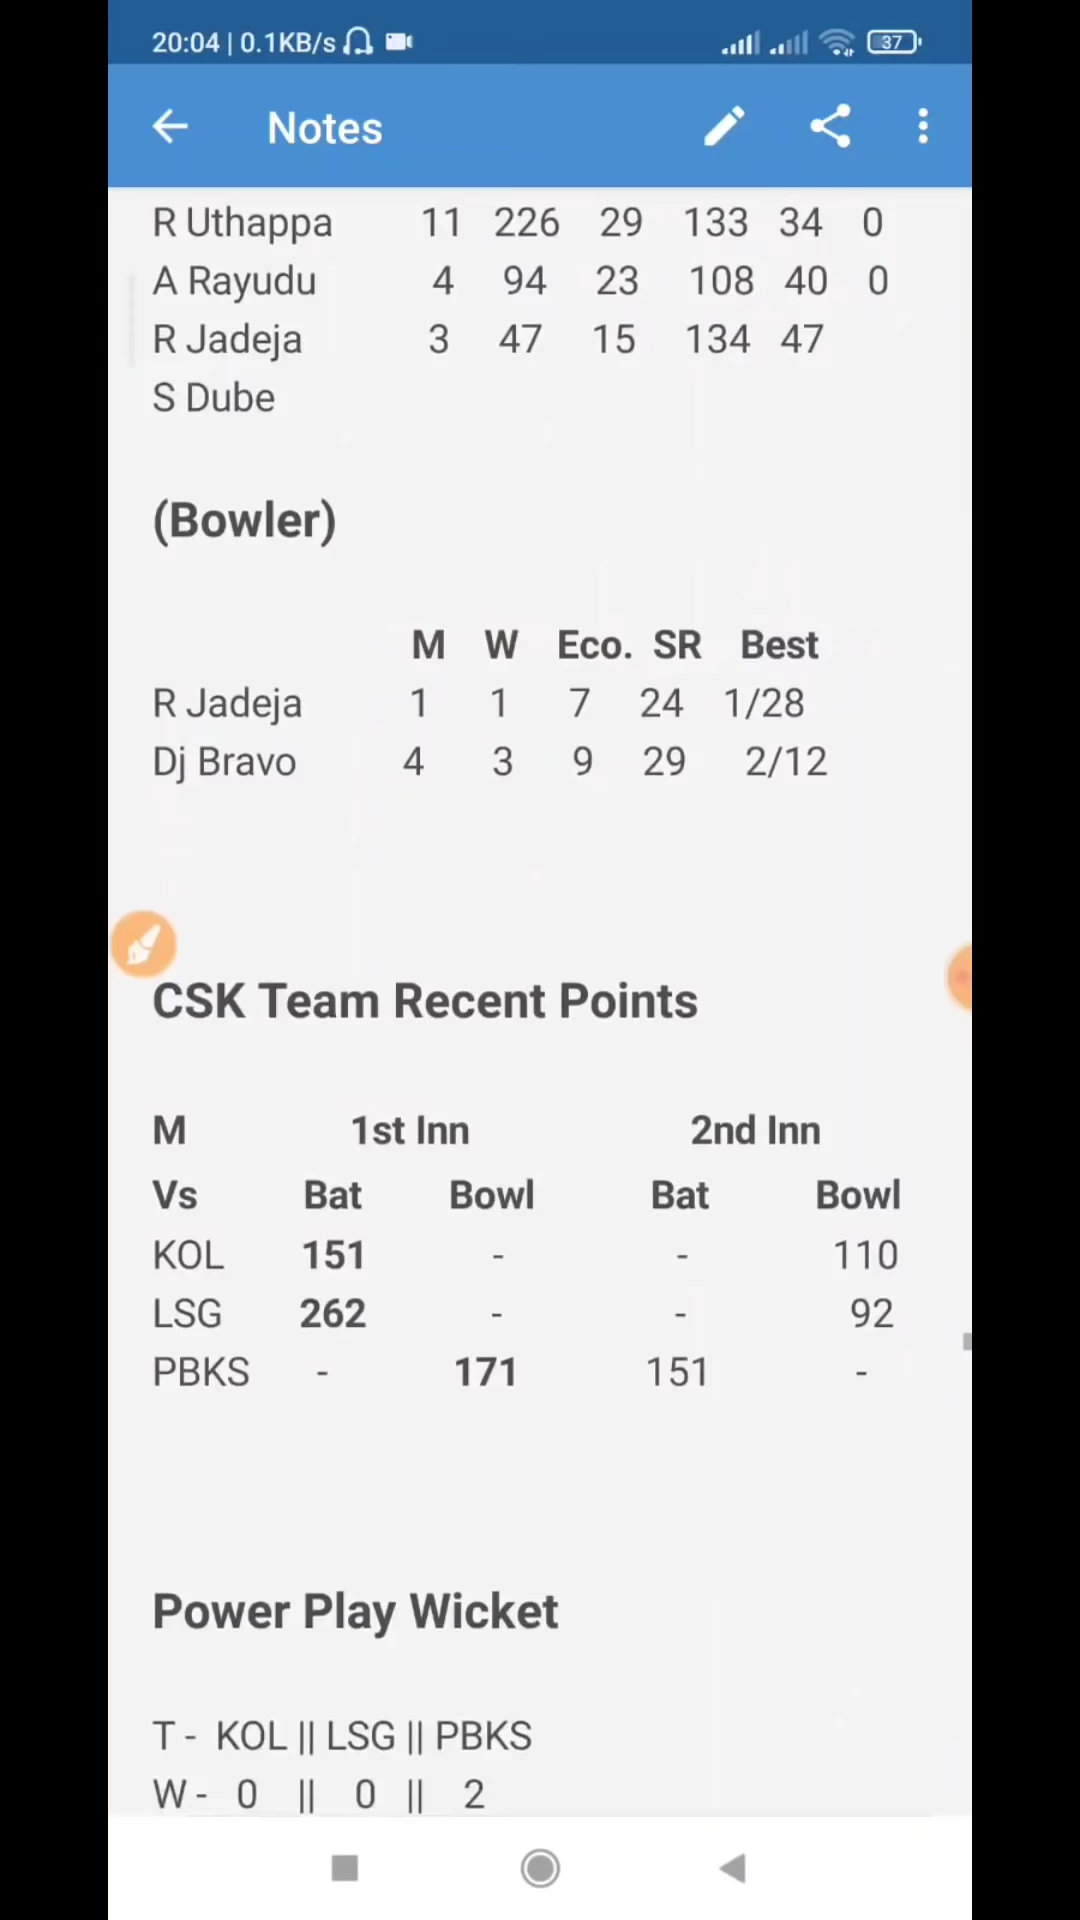 20:04 | 0.1KB/s 37
Notes
R Uthappa 11 226 29 133 34 0
A Rayudu 4 94 23 108 40 0
R Jadeja 3 47 15 134 47
S Dube
(Bowler)
M W Eco. SR Best
R Jadeja 1 1 7 24 1/28
Dj Bravo 4 3 9 29 2/12
CSK Team Recent Points
M 1st Inn 2nd Inn
Vs Bat Bowl Bat Bowl
KOL 151 - - 110
LSG 262 - - 92
PBKS - 171 151 -
Power Play Wicket
T - KOL || LSG || PBKS
W - 0 || 0 || 2